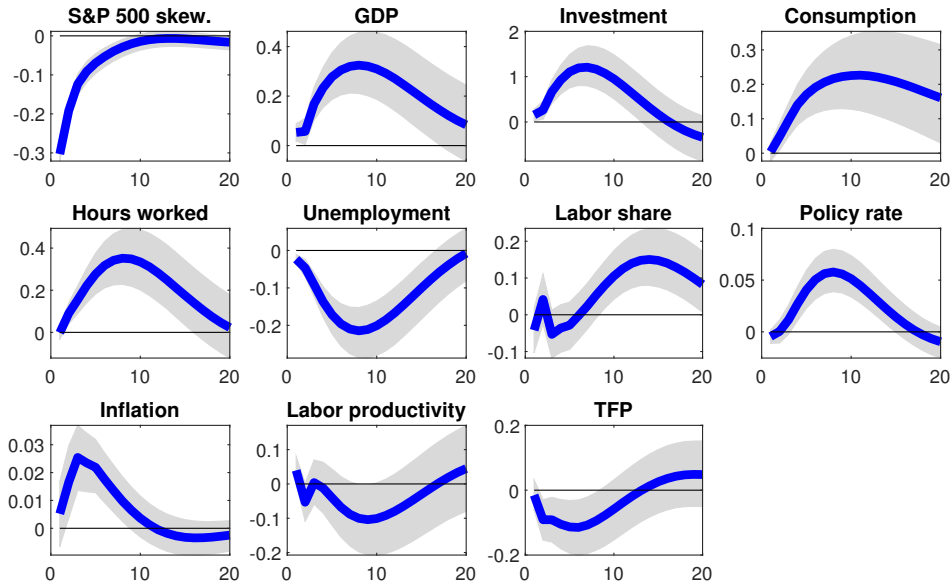 S&P 500 skew. GDP Investment Consumption
0 -0.1 -0.2 -0.3 0 10 20
0.4 0.2 0 0 10 20
2 1 0 0 10 20
0.3 0.2 0.1 0 0 10 20
Hours worked Unemployment Labor share Policy rate
0.4 0.2 0 0 10 20
0 -0.1 -0.2 0 10 20
0.2 0.1 0 -0.1 0 10 20
0.1 0.05 0 0 10 20
Inflation Labor productivity TFP
0.03 0.02 0.01 0 0 10 20
0.1 0 -0.1 -0.2 0 10 20
0.2 0 -0.2 0 10 20